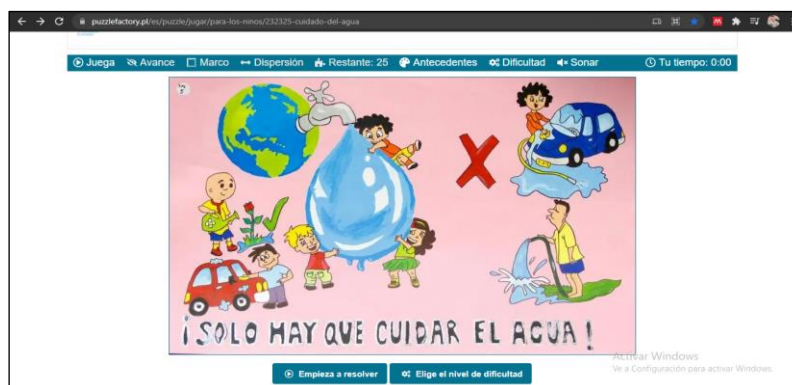 puzzlefactory.pl/es/puzzle/jugar/para-los-ninos/232325-cuidado-del-agua
Juega Avance Marco Dispersión Restante: 25 Antecedentes Dificultad Sonar Tu tiempo: 0:00
¡SOLO HAY QUE CUIDAR EL AGUA!
Empieza a resolver Elige el nivel de dificultad
Activar Windows
Ve a Configuración para activar Windows.